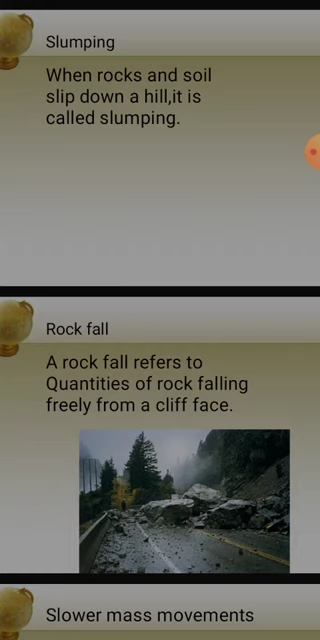 Slumping
When rocks and soil
slip down a hill,it is
called slumping.
Rock fall
A rock fall refers to
Quantities of rock falling
freely from a cliff face.
Slower mass movements